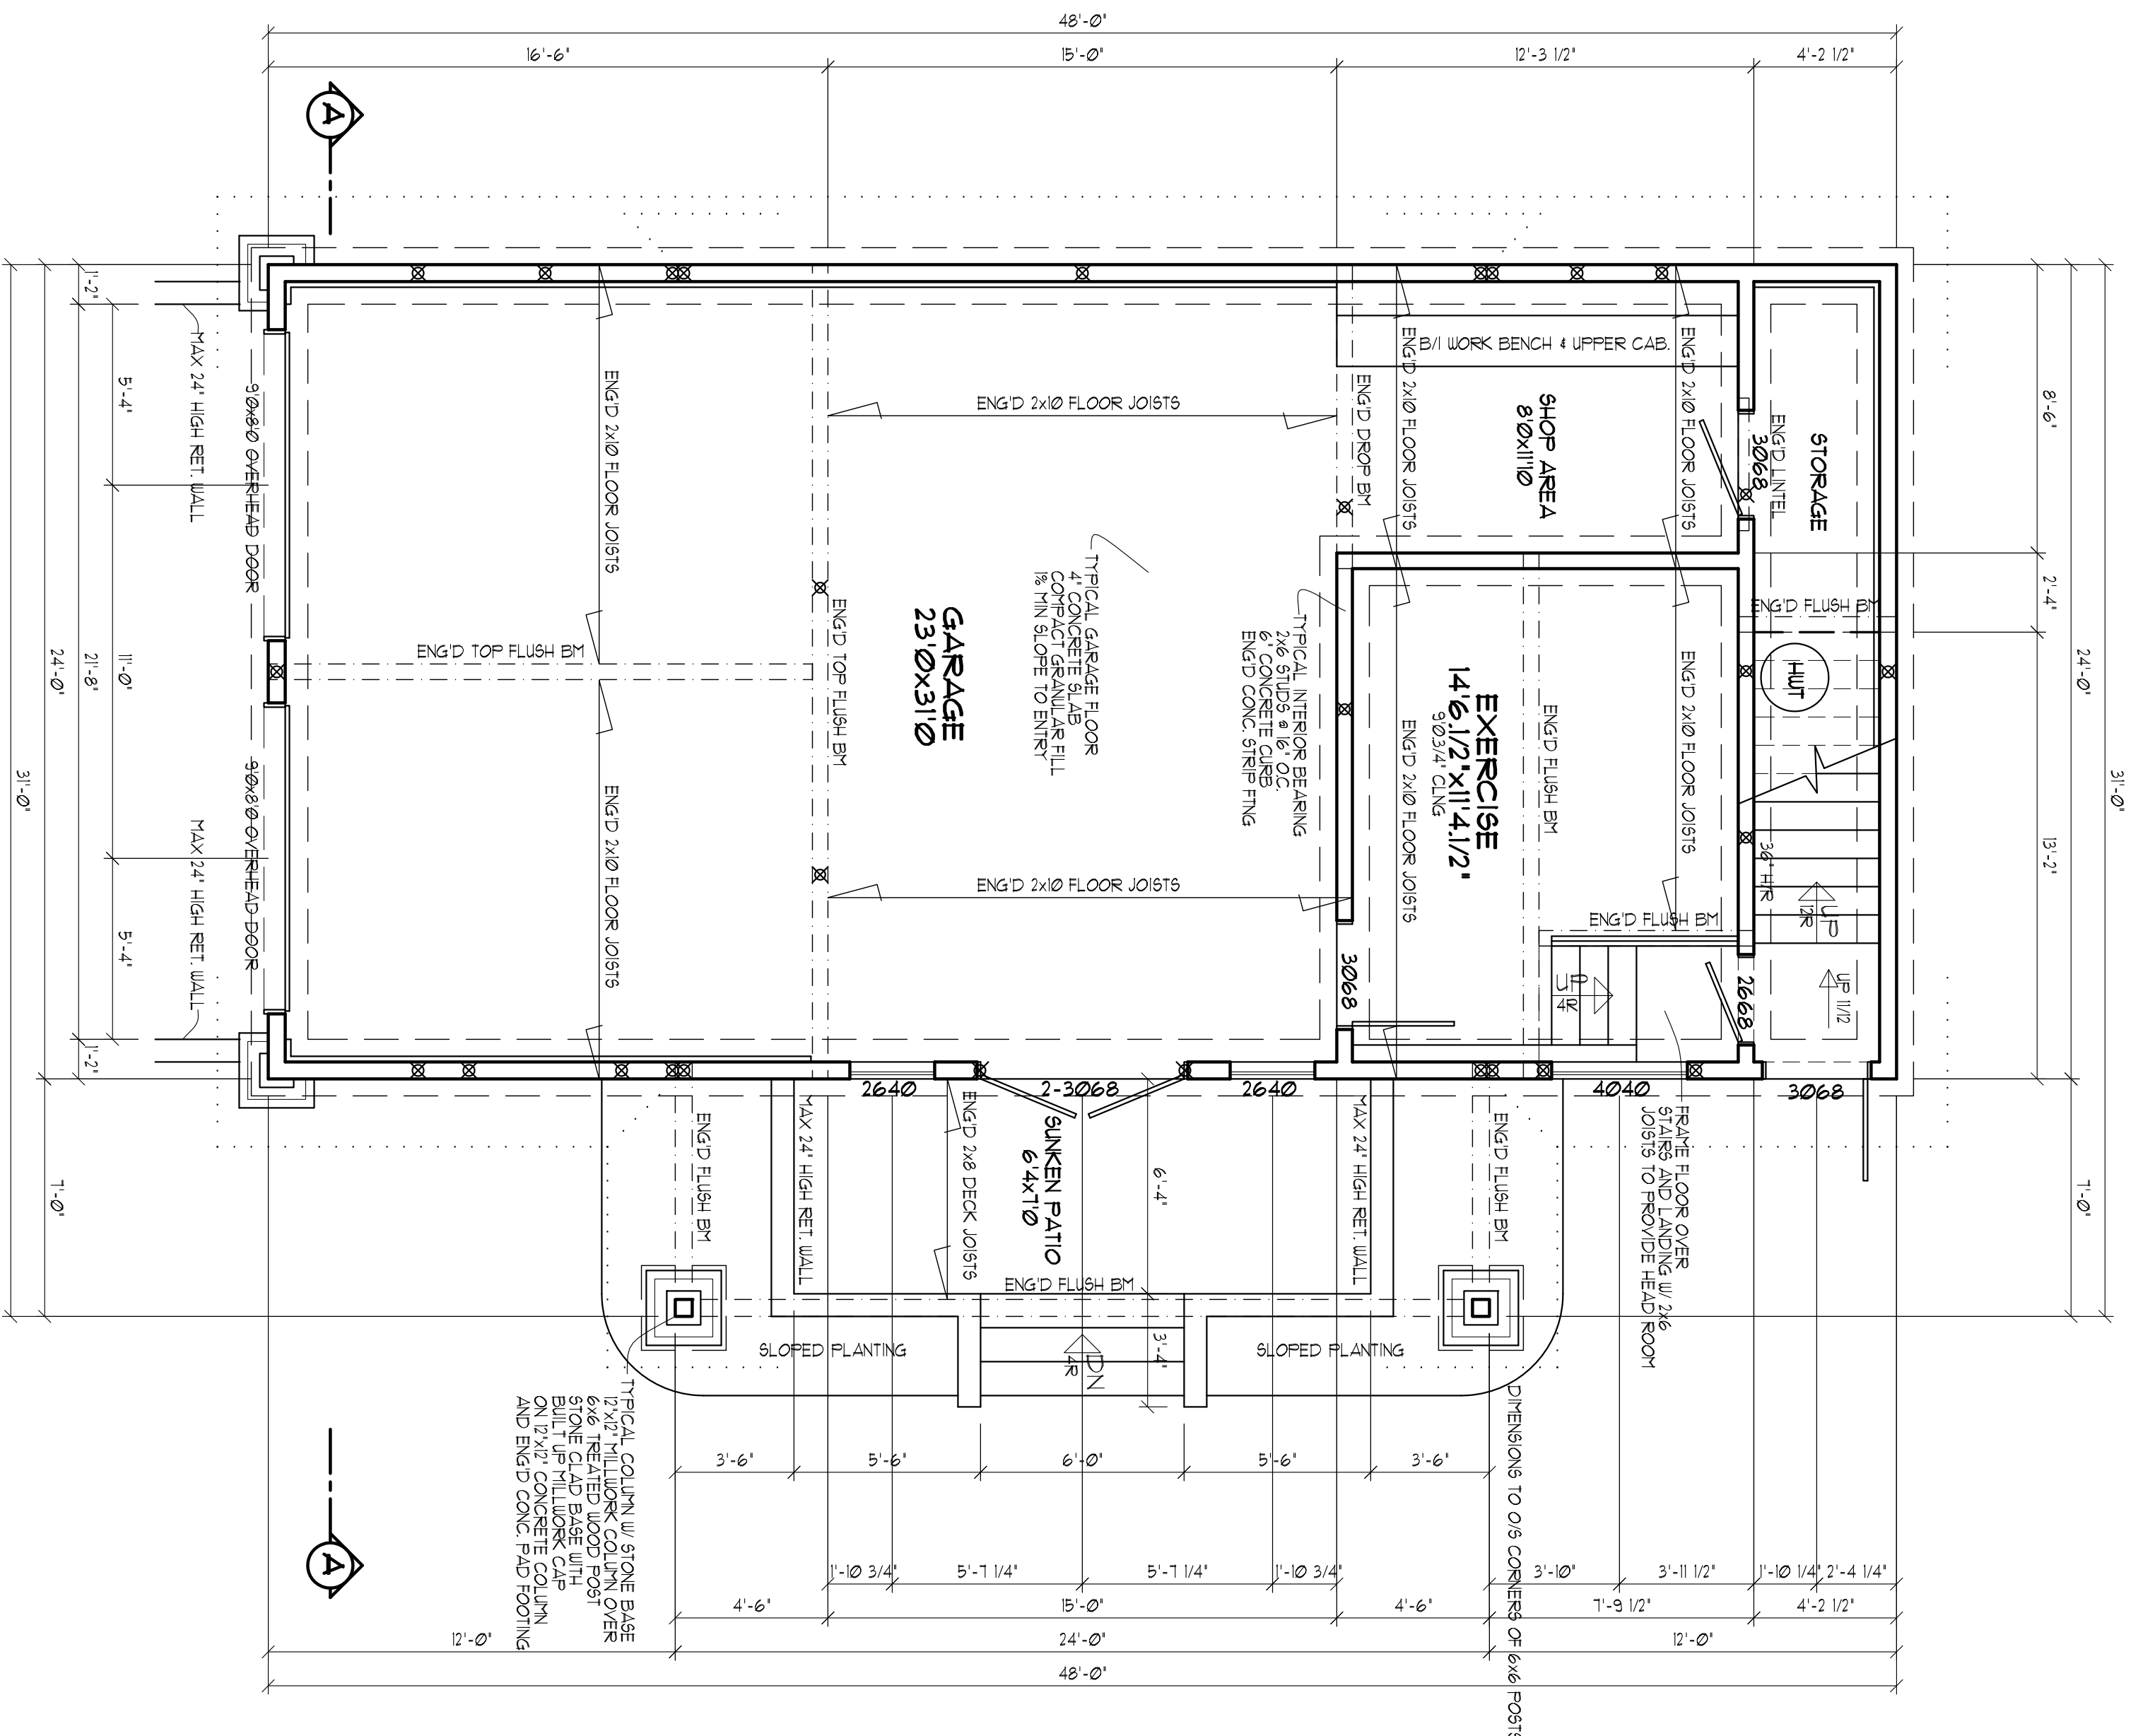 48'-0"
16'-6"
15'-0"
12'-3 1/2"
4'-2 1/2"
A
1'-2"
5'-4"
11'-0"
5'-4"
1'-2"
21'-8"
24'-0"
7'-0"
31'-0"
MAX 24" HIGH RET. WALL
MAX 24" HIGH RET. WALL
9'0x8'0 OVERHEAD DOOR
9'0x8'0 OVERHEAD DOOR
ENG'D 2x10 FLOOR JOISTS
ENG'D 2x10 FLOOR JOISTS
ENG'D TOP FLUSH BM
ENG'D TOP FLUSH BM
ENG'D 2x10 FLOOR JOISTS
ENG'D 2x10 FLOOR JOISTS
GARAGE
23'0x31'0
TYPICAL GARAGE FLOOR
4" CONCRETE SLAB
COMPACT GRANULAR FILL
1% MIN SLOPE TO ENTRY
TYPICAL INTERIOR BEARING
2x6 STUDS @ 16" O.C.
6" CONCRETE CURB
ENG'D CONC. STRIP FTNG
B/I WORK BENCH & UPPER CAB.
ENG'D DROP BM
ENG'D 2x10 FLOOR JOISTS
ENG'D 2x10 FLOOR JOISTS
SHOP AREA
8'0x11'10
3068
ENG'D LINTEL
STORAGE
ENG'D FLUSH BM
HWT
EXERCISE
14'6.1/2"x11'4.1/2"
9'0.3/4" CLNG
ENG'D FLUSH BM
ENG'D 2x10 FLOOR JOISTS
ENG'D 2x10 FLOOR JOISTS
ENG'D FLUSH BM
36" H'R
UP
12R
UP 11/12
UP
4R
3068
2668
2640
2-3068
2640
4040
3068
8'-6"
2'-4"
13'-2"
24'-0"
7'-0"
31'-0"
ENG'D FLUSH BM
MAX 24" HIGH RET. WALL
ENG'D 2x8 DECK JOISTS
SUNKEN PATIO
6'4x17'0
6'-4"
3'-4"
MAX 24" HIGH RET. WALL
ENG'D FLUSH BM
ENG'D FLUSH BM
FRAME FLOOR OVER
STAIRS AND LANDING W/ 2x6
JOISTS TO PROVIDE HEAD ROOM
SLOPED PLANTING
DN
4R
SLOPED PLANTING
TYPICAL COLUMN W/ STONE BASE
12"x12" MILLWORK COLUMN OVER
6x6 TREATED WOOD POST
STONE CLAD BASE WITH
BUILT UP MILLWORK CAP
ON 12"x12" CONCRETE COLUMN
AND ENG'D CONC. PAD FOOTING
DIMENSIONS TO O/S CORNERS OF 6x6 POSTS
A
3'-6"
5'-6"
6'-0"
5'-6"
3'-6"
1'-10 3/4"
5'-7 1/4"
5'-7 1/4"
1'-10 3/4"
3'-10"
3'-11 1/2"
1'-10 1/4"
2'-4 1/4"
4'-6"
15'-0"
4'-6"
7'-9 1/2"
4'-2 1/2"
12'-0"
24'-0"
12'-0"
48'-0"